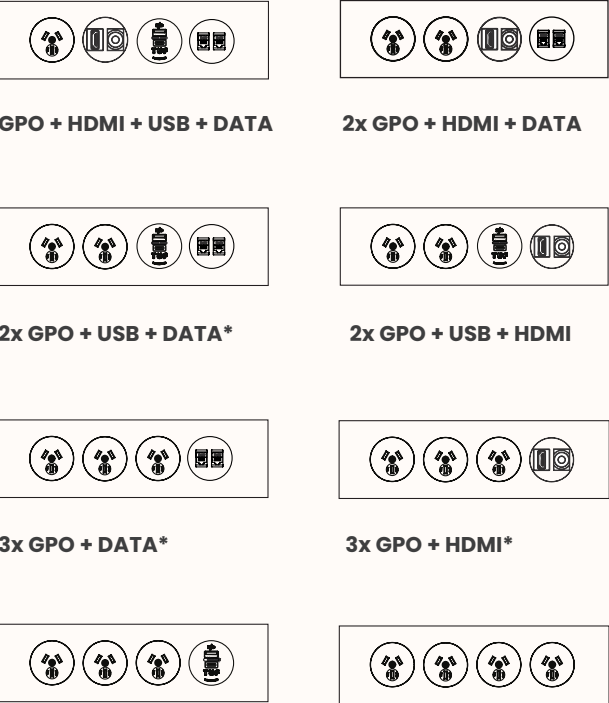 GPO + HDMI + USB + DATA
2x GPO + HDMI + DATA
2x GPO + USB + DATA*
2x GPO + USB + HDMI
3x GPO + DATA*
3x GPO + HDMI*